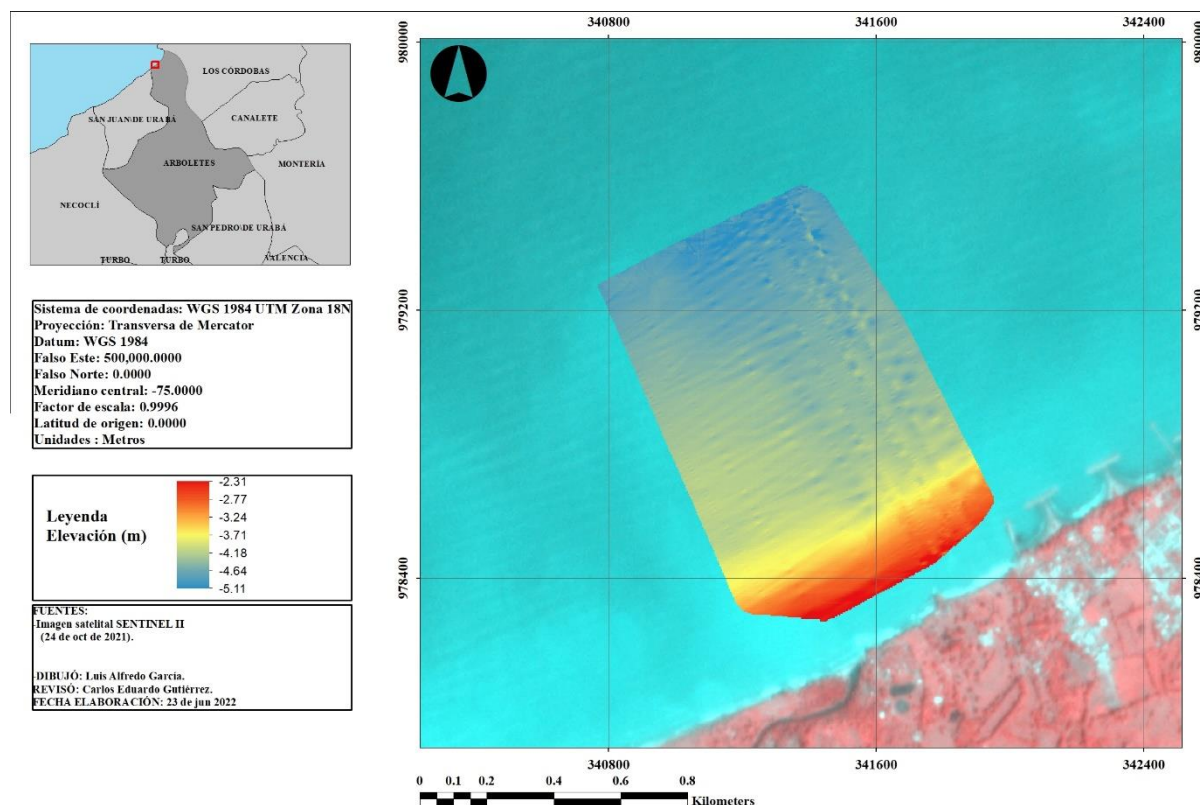 LOS CÓRDOBAS
SAN JUAN DE URABÁ
CANALETE
ARBOLETES
MONTERÍA
NECOCLÍ
SAN PEDRO DE URABÁ
TURBO
TURBO
VALENCIA
Sistema de coordenadas: WGS 1984 UTM Zona 18N
Proyección: Transversa de Mercator
Datum: WGS 1984
Falso Este: 500,000.0000
Falso Norte: 0.0000
Meridiano central: -75.0000
Factor de escala: 0.9996
Latitud de origen: 0.0000
Unidades : Metros
Leyenda
Elevación (m)
-2.31
-2.77
-3.24
-3.71
-4.18
-4.64
-5.11
FUENTES:
-Imagen satelital SENTINEL II
(24 de oct de 2021).
-DIBUJÓ: Luis Alfredo García.
REVISÓ: Carlos Eduardo Gutiérrez.
FECHA ELABORACIÓN: 23 de jun 2022
340800 341600 342400
980000 980000
979200 979200
978400 978400
340800 341600 342400
0 0.1 0.2 0.4 0.6 0.8
Kilometers